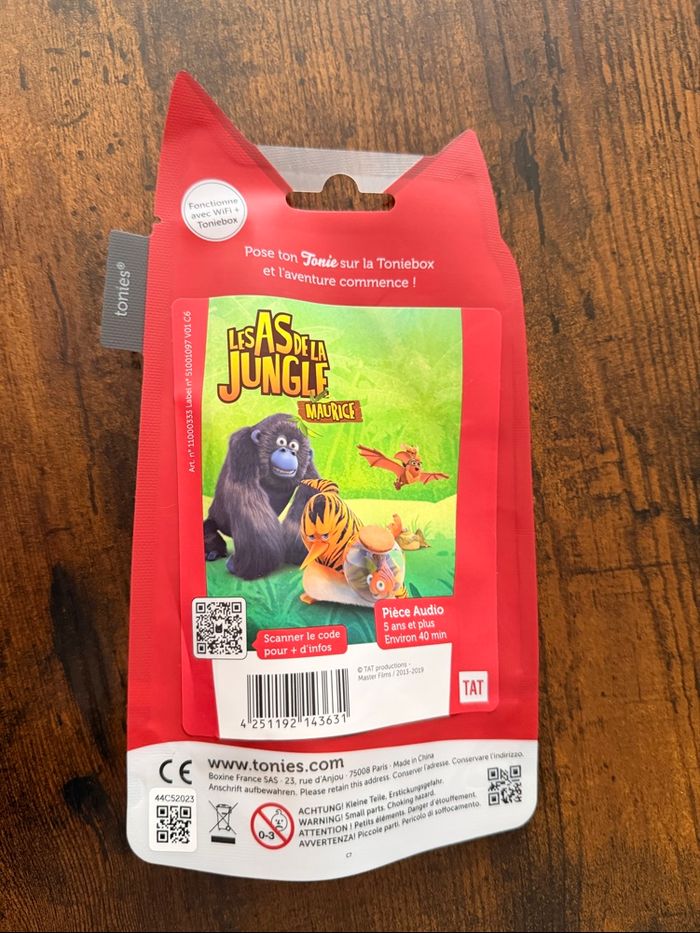 Fonctionne
avec WiFi +
Toniebox
tonies®
Pose ton Tonie sur la Toniebox
et l'aventure commence !
Art. n° 11000333 Label n° 51001097 V01 C6
LES AS DE LA
JUNGLE
MAURICE
Pièce Audio
5 ans et plus
Environ 40 min
Scanner le code
pour + d'infos
© TAT productions -
Master Films / 2013-2019
TAT
4 251192 143631
www.tonies.com
Boxine France SAS · 23, rue d'Anjou · 75008 Paris · Made in China
Anschrift aufbewahren. Please retain this address. Conserver l'adresse. Conservare l'indirizzo.
CE
44C52023
0-3
ACHTUNG! Kleine Teile. Erstickungsgefahr.
WARNING! Small parts. Choking hazard.
ATTENTION ! Petits éléments. Danger d'étouffement.
AVVERTENZA! Piccole parti. Pericolo di soffocamento.
C7